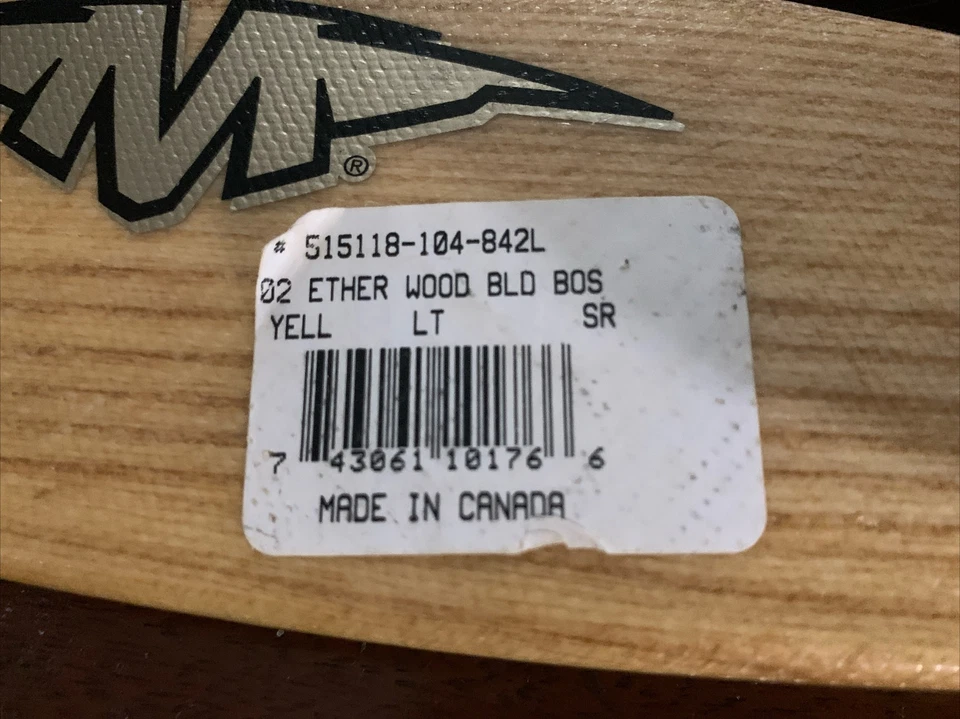 M®
# 515118-104-842L
02 ETHER WOOD BLD BOS
YELL LT SR
7 43061 10176 6
MADE IN CANADA